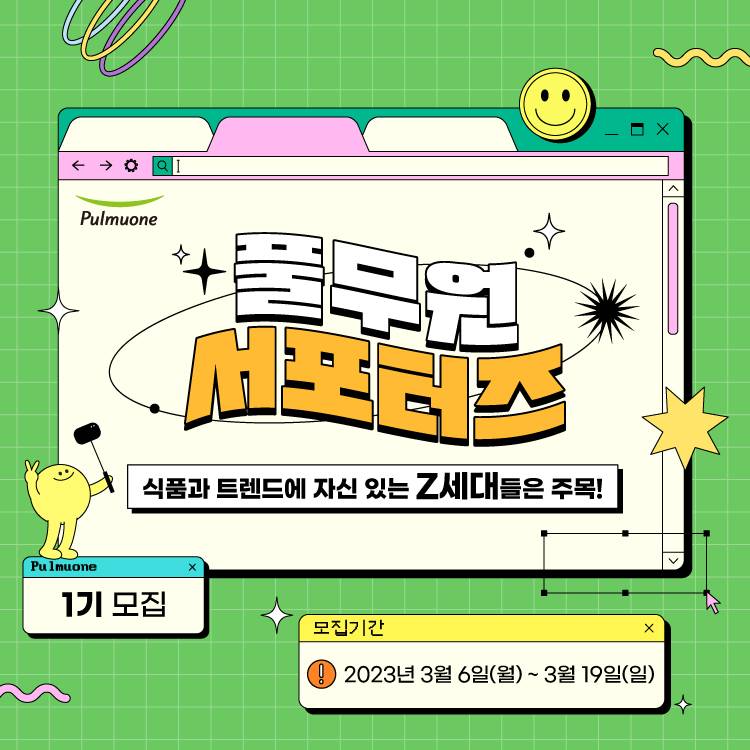 Pulmuone
풀무원
서포터즈
식품과 트렌드에 자신 있는 Z세대들은 주목!
Pulmuone
1기 모집
모집기간
2023년 3월 6일(월) ~ 3월 19일(일)